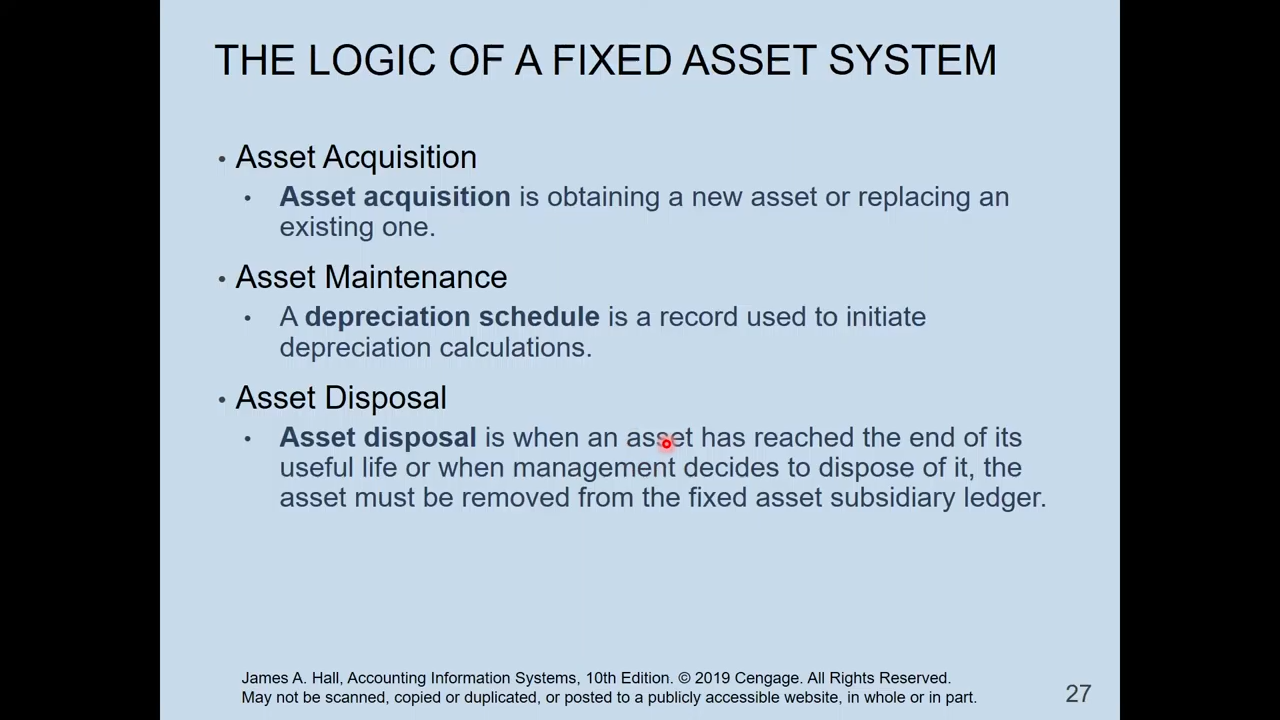 THE LOGIC OF A FIXED ASSET SYSTEM
• Asset Acquisition
• Asset acquisition is obtaining a new asset or replacing an
existing one.
• Asset Maintenance
• A depreciation schedule is a record used to initiate
depreciation calculations.
• Asset Disposal
• Asset disposal is when an asset has reached the end of its
useful life or when management decides to dispose of it, the
asset must be removed from the fixed asset subsidiary ledger.
James A. Hall, Accounting Information Systems, 10th Edition. © 2019 Cengage. All Rights Reserved.
May not be scanned, copied or duplicated, or posted to a publicly accessible website, in whole or in part.
27